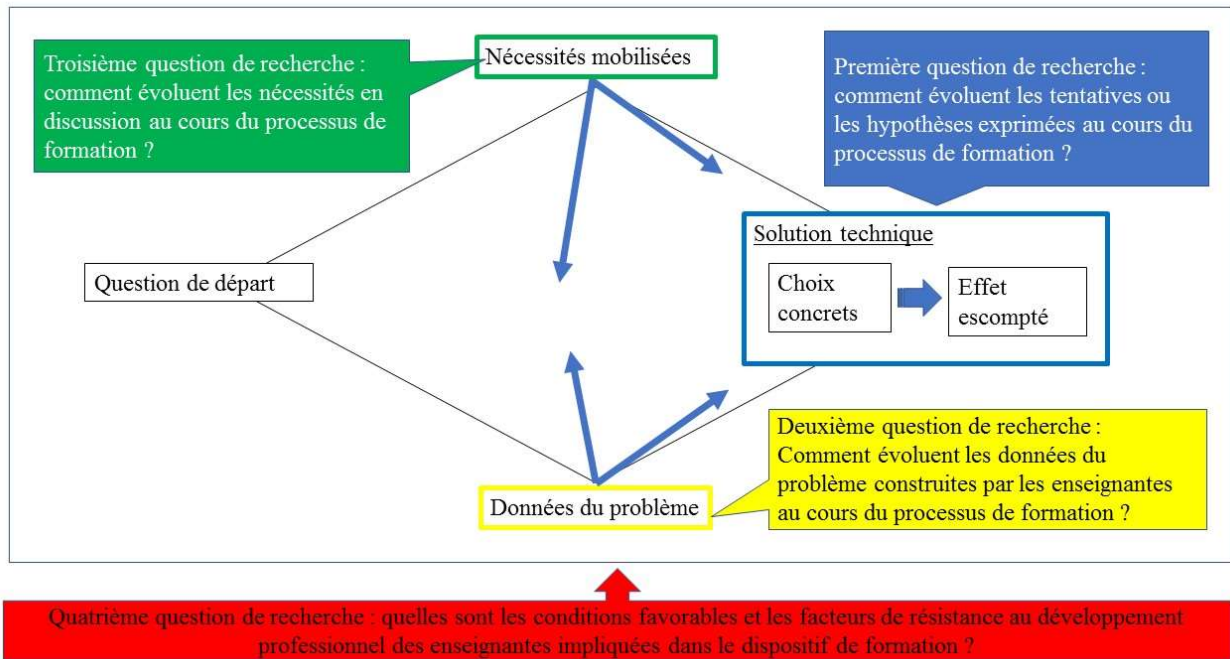 Troisième question de recherche :
comment évoluent les nécessités en
discussion au cours du processus de
formation ?
Nécessités mobilisées
Première question de recherche :
comment évoluent les tentatives ou
les hypothèses exprimées au cours du
processus de formation ?
Question de départ
Solution technique
Choix
concrets
Effet
escompté
Données du problème
Deuxième question de recherche :
Comment évoluent les données du
problème construites par les enseignantes
au cours du processus de formation ?
Quatrième question de recherche : quelles sont les conditions favorables et les facteurs de résistance au développement
professionnel des enseignantes impliquées dans le dispositif de formation ?